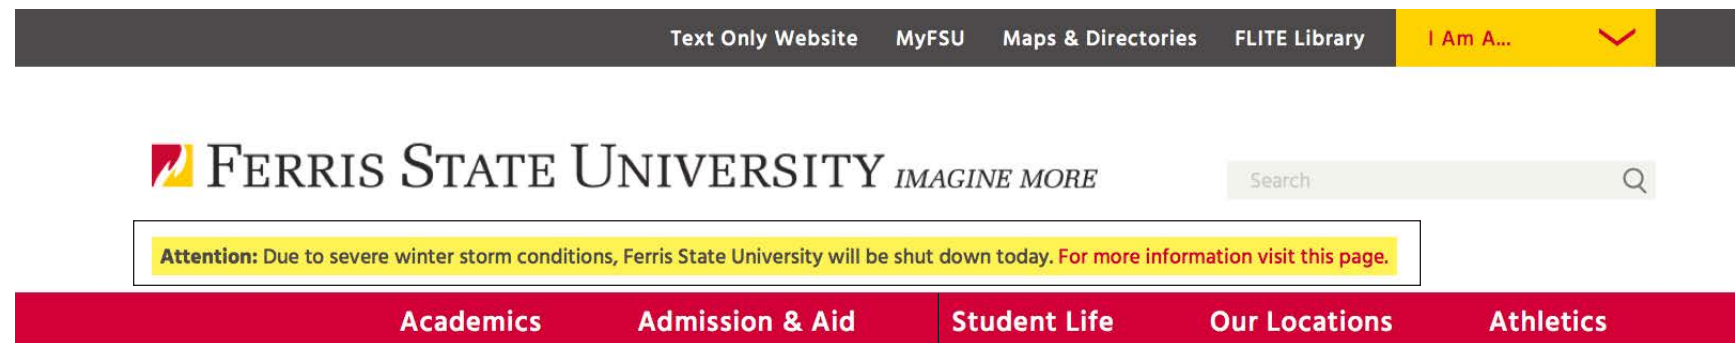 Text Only Website MyFSU Maps & Directories FLITE Library I Am A...
FERRIS STATE UNIVERSITY IMAGINE MORE
Search
Attention: Due to severe winter storm conditions, Ferris State University will be shut down today. For more information visit this page.
Academics Admission & Aid Student Life Our Locations Athletics